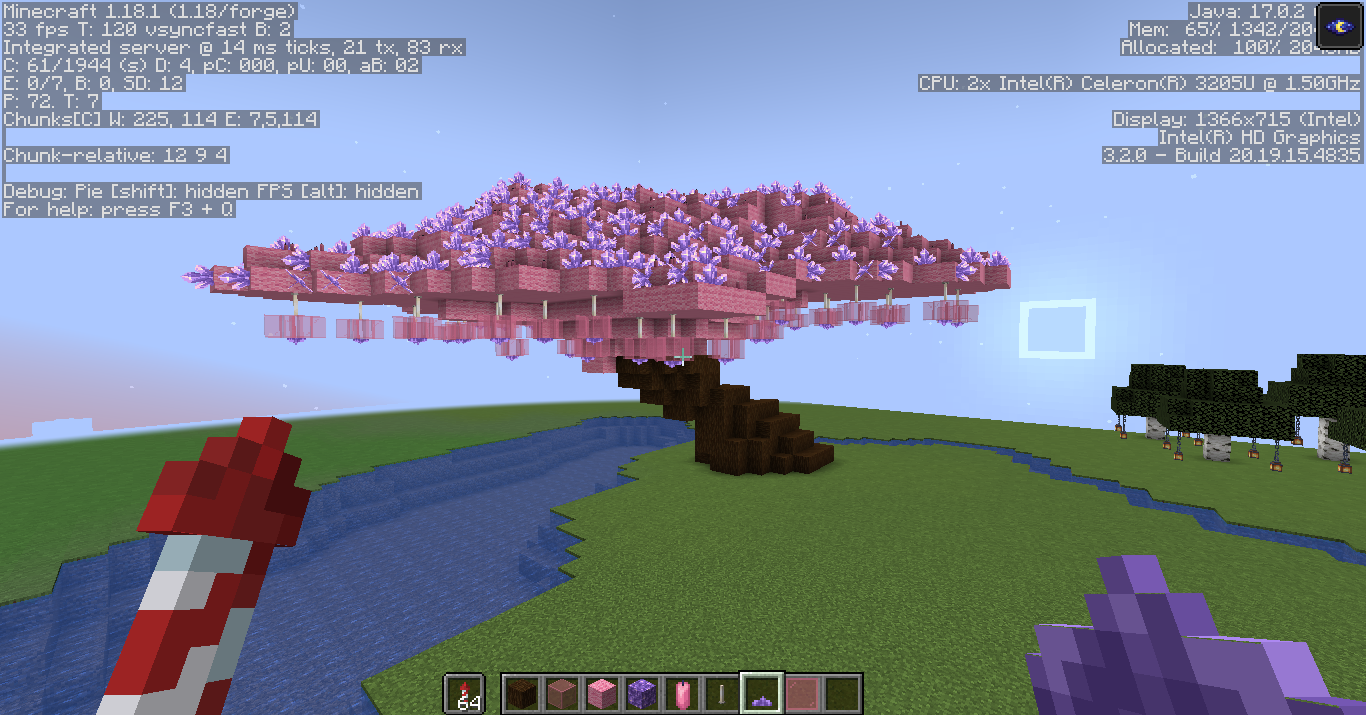 Minecraft 1.18.1 (1.18/forge)
33 fps T: 120 vsyncfast B: 2
Integrated server @ 14 ms ticks, 21 tx, 83 rx
C: 61/1944 (s) D: 4, pC: 000, pU: 00, aB: 02
E: 0/7, B: 0, SD: 12
P: 72. T: 7
Chunks[C] W: 225, 114 E: 7,5,114
Chunk-relative: 12 9 4
Debug: Pie [shift]: hidden FPS [alt]: hidden
For help: press F3 + Q
Java: 17.0.2
Mem: 65% 1342/20
Allocated: 100% 20
CPU: 2x Intel(R) Celeron(R) 3205U @ 1.50GHz
Display: 1366x715 (Intel)
Intel(R) HD Graphics
3.2.0 - Build 20.19.15.4835
64